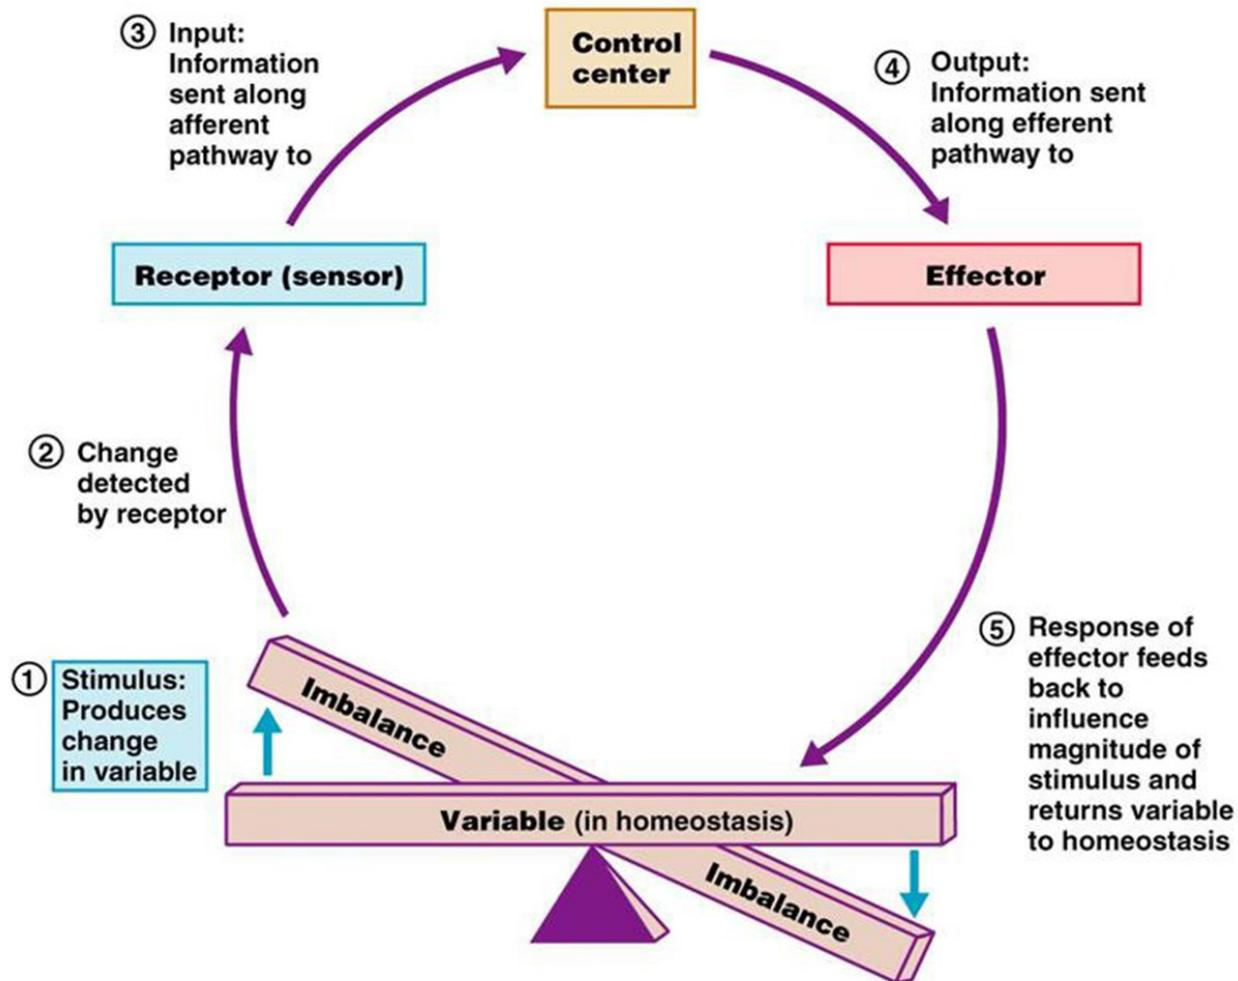 ③ Input:
Information
sent along
afferent
pathway to
Control
center
④ Output:
Information sent
along efferent
pathway to
Receptor (sensor)
Effector
② Change
detected
by receptor
① Stimulus:
Produces
change
in variable
Imbalance
Variable (in homeostasis)
Imbalance
⑤ Response of
effector feeds
back to
influence
magnitude of
stimulus and
returns variable
to homeostasis